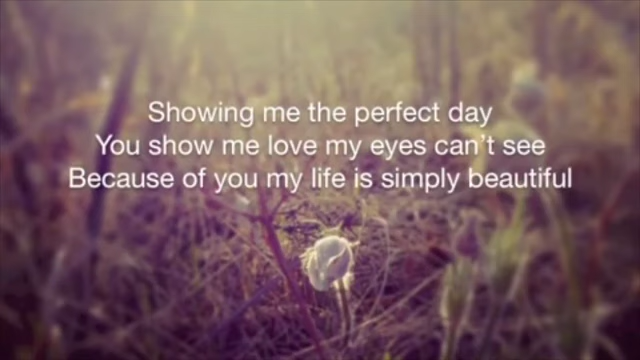 Showing me the perfect day
You show me love my eyes can't see
Because of you my life is simply beautiful